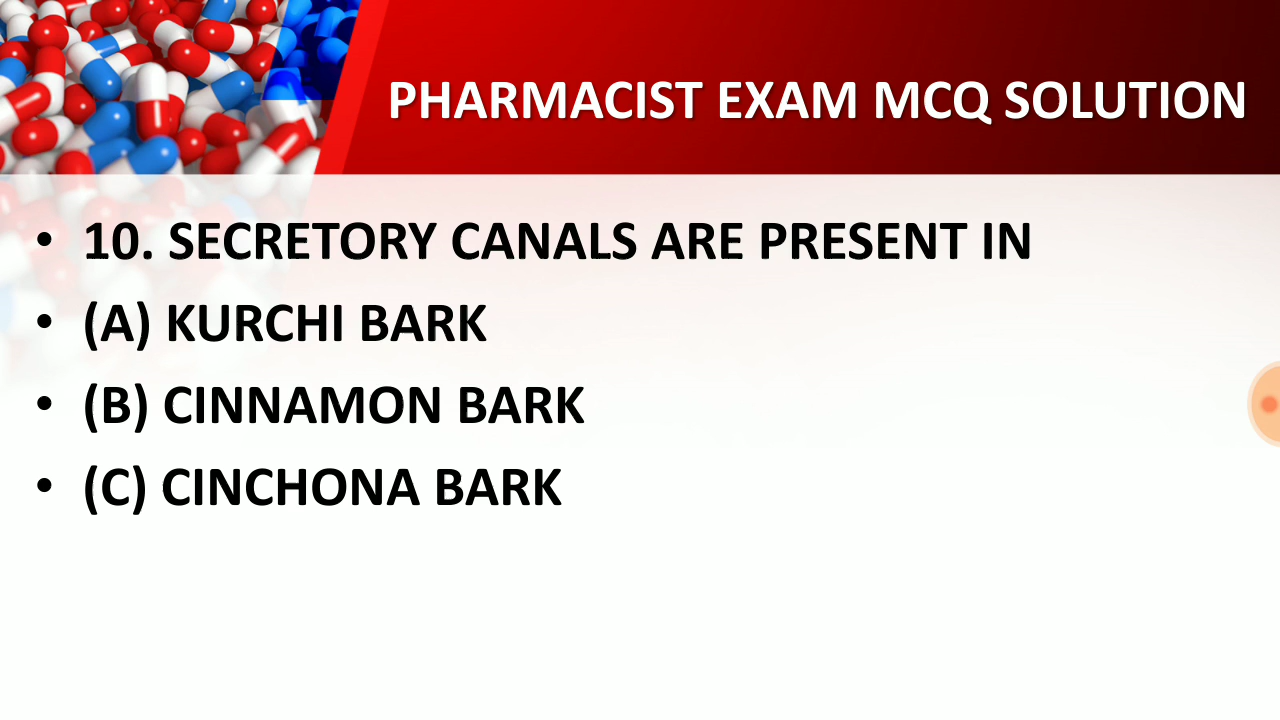 PHARMACIST EXAM MCQ SOLUTION
• 10. SECRETORY CANALS ARE PRESENT IN
• (A) KURCHI BARK
• (B) CINNAMON BARK
• (C) CINCHONA BARK